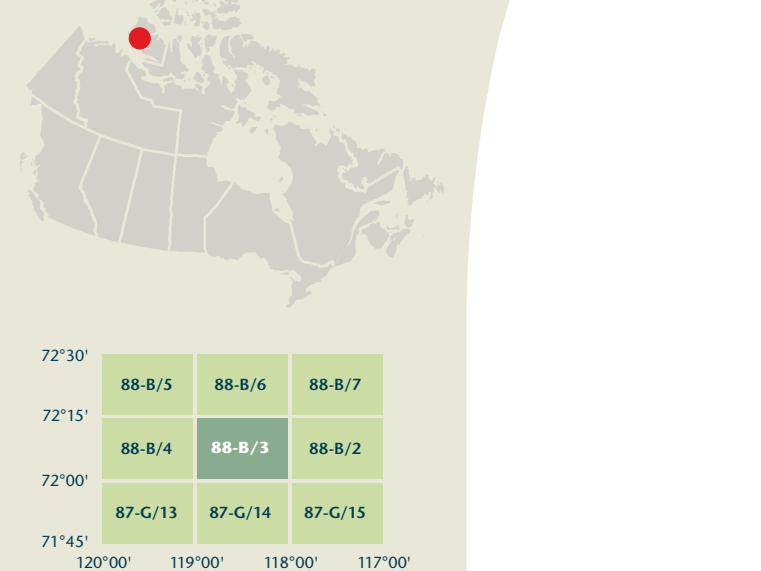 72°30'
88-B/5 88-B/6 88-B/7
72°15'
88-B/4 88-B/3 88-B/2
72°00'
87-G/13 87-G/14 87-G/15
71°45'
120°00' 119°00' 118°00' 117°00'